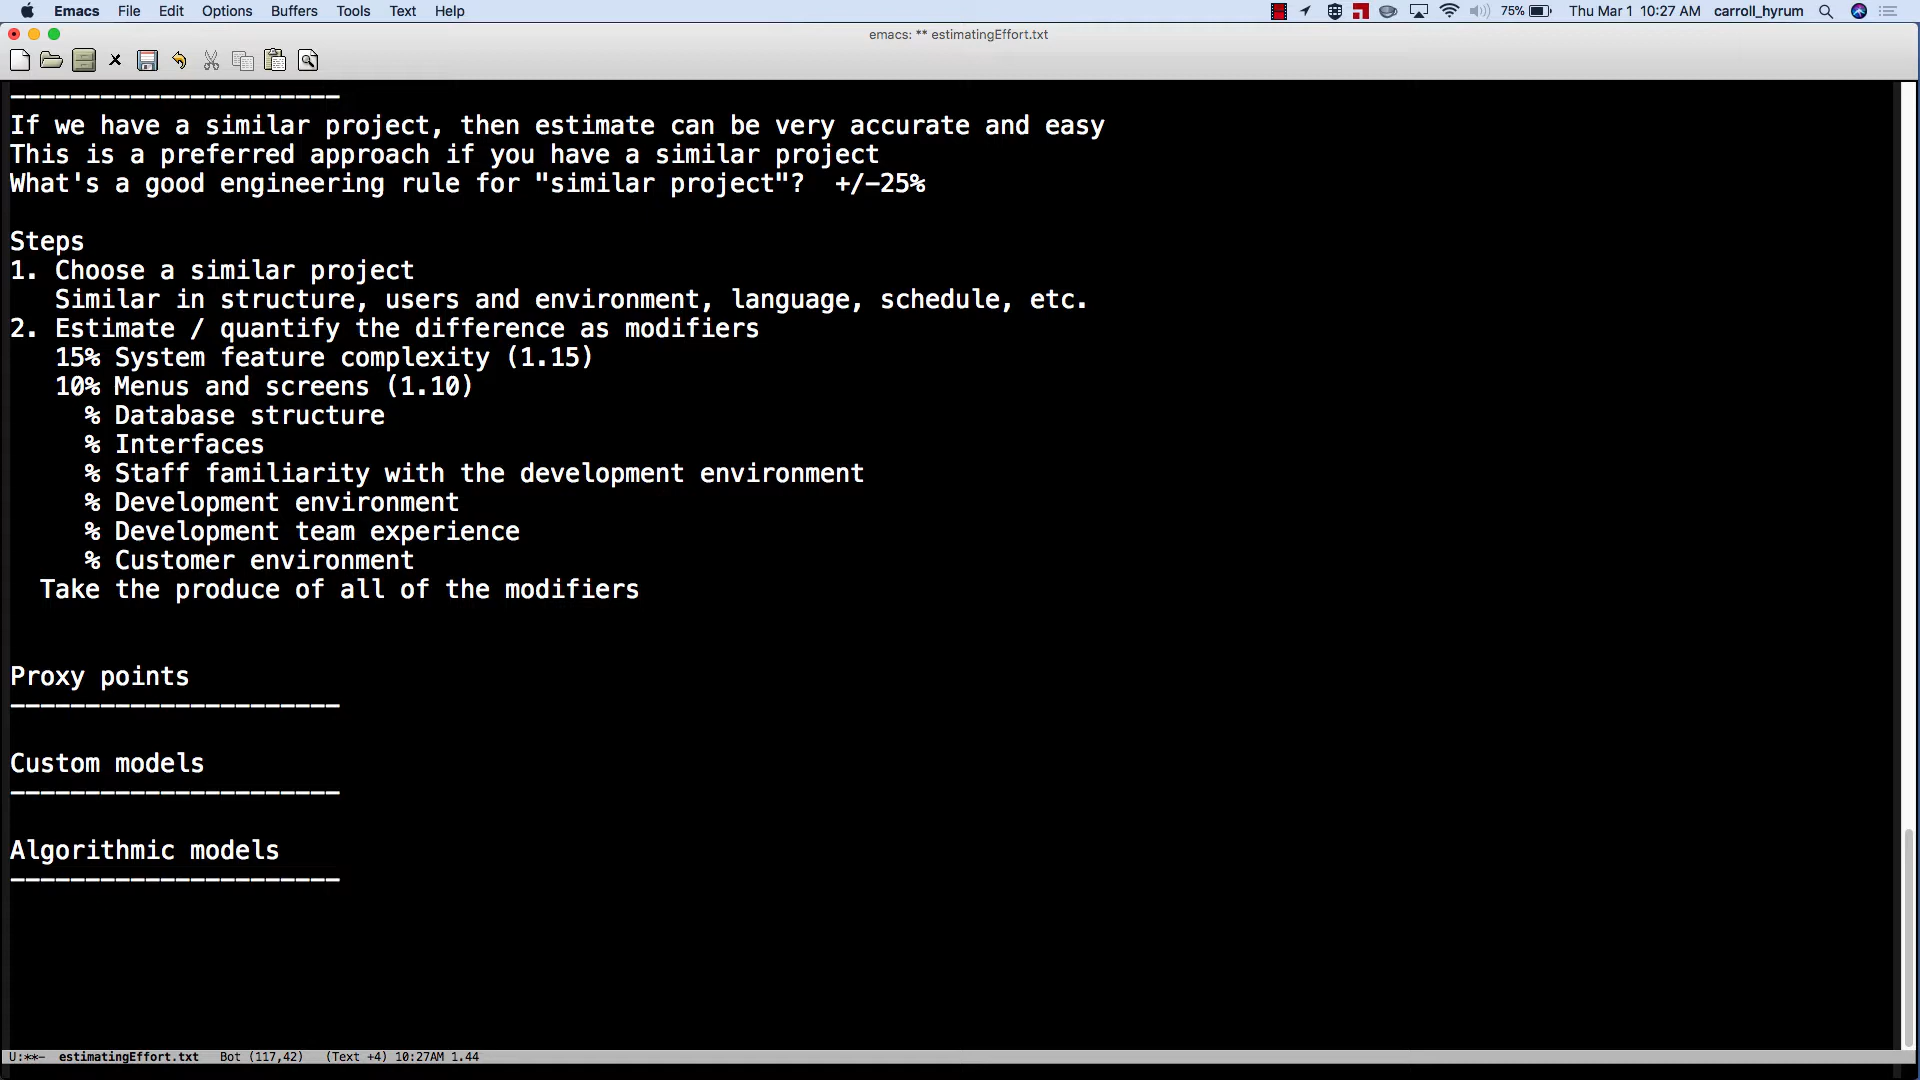 Emacs File Edit Options Buffers Tools Text Help 75% Thu Mar 1 10:27 AM carroll_hyrum
emacs: ** estimatingEffort.txt
----------------------
If we have a similar project, then estimate can be very accurate and easy
This is a preferred approach if you have a similar project
What's a good engineering rule for "similar project"?  +/-25%
Steps
1. Choose a similar project
   Similar in structure, users and environment, language, schedule, etc.
2. Estimate / quantify the difference as modifiers
   15% System feature complexity (1.15)
   10% Menus and screens (1.10)
     % Database structure
     % Interfaces
     % Staff familiarity with the development environment
     % Development environment
     % Development team experience
     % Customer environment
  Take the produce of all of the modifiers
Proxy points
----------------------
Custom models
----------------------
Algorithmic models
----------------------
U:**-  estimatingEffort.txt   Bot (117,42)   (Text +4) 10:27AM 1.44